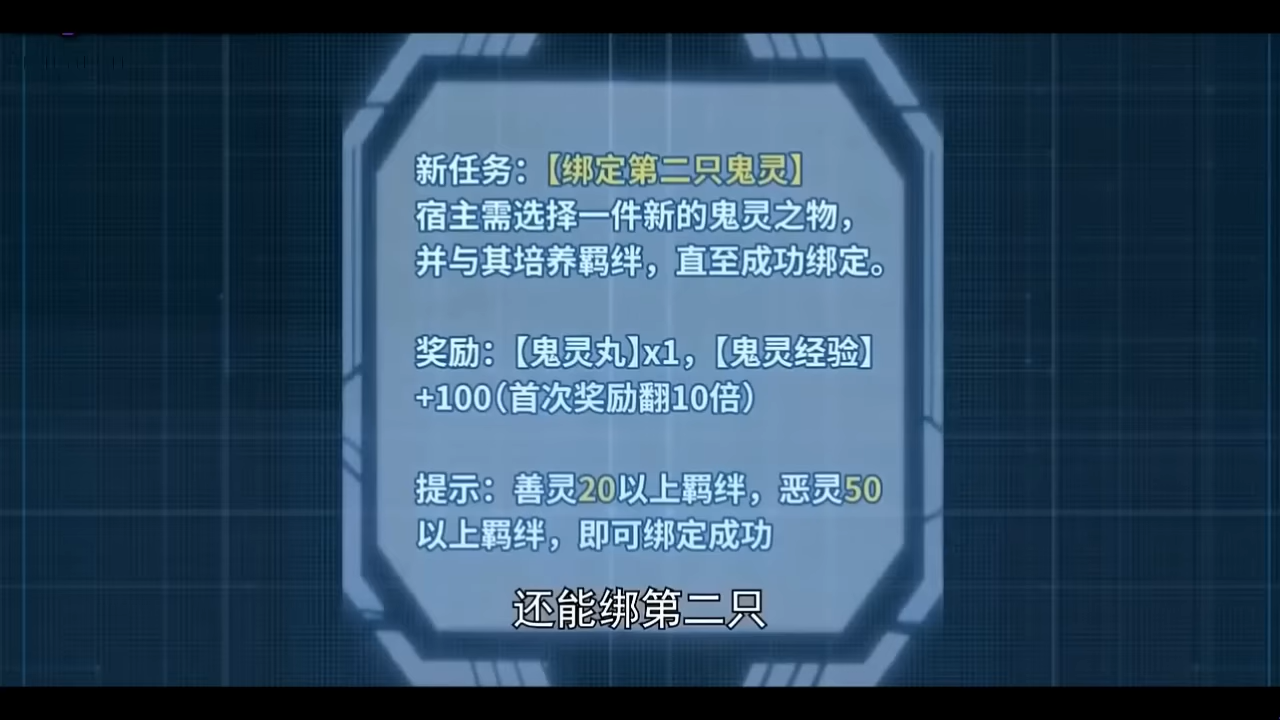 新任务：【绑定第二只鬼灵】
宿主需选择一件新的鬼灵之物，
并与其培养羁绊，直至成功绑定。
奖励：【鬼灵丸】x1，【鬼灵经验】
+100（首次奖励翻10倍）
提示：善灵20以上羁绊，恶灵50
以上羁绊，即可绑定成功
还能绑第二只